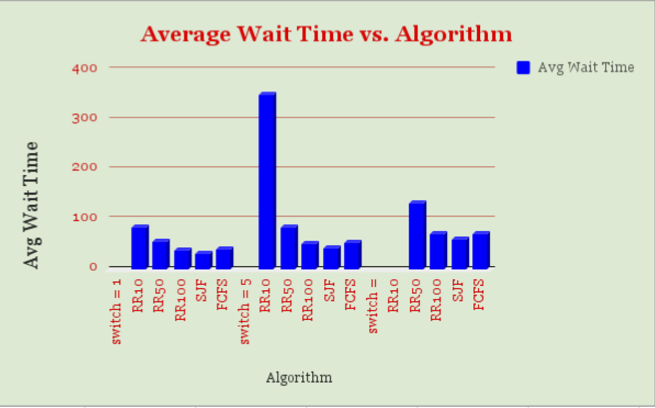 Average Wait Time vs. Algorithm
Avg Wait Time
400
300
200
100
0
Avg Wait Time
switch = 1
RR10
RR50
RR100
SJF
FCFS
switch = 5
RR10
RR50
RR100
SJF
FCFS
switch =
RR10
RR50
RR100
SJF
FCFS
Algorithm